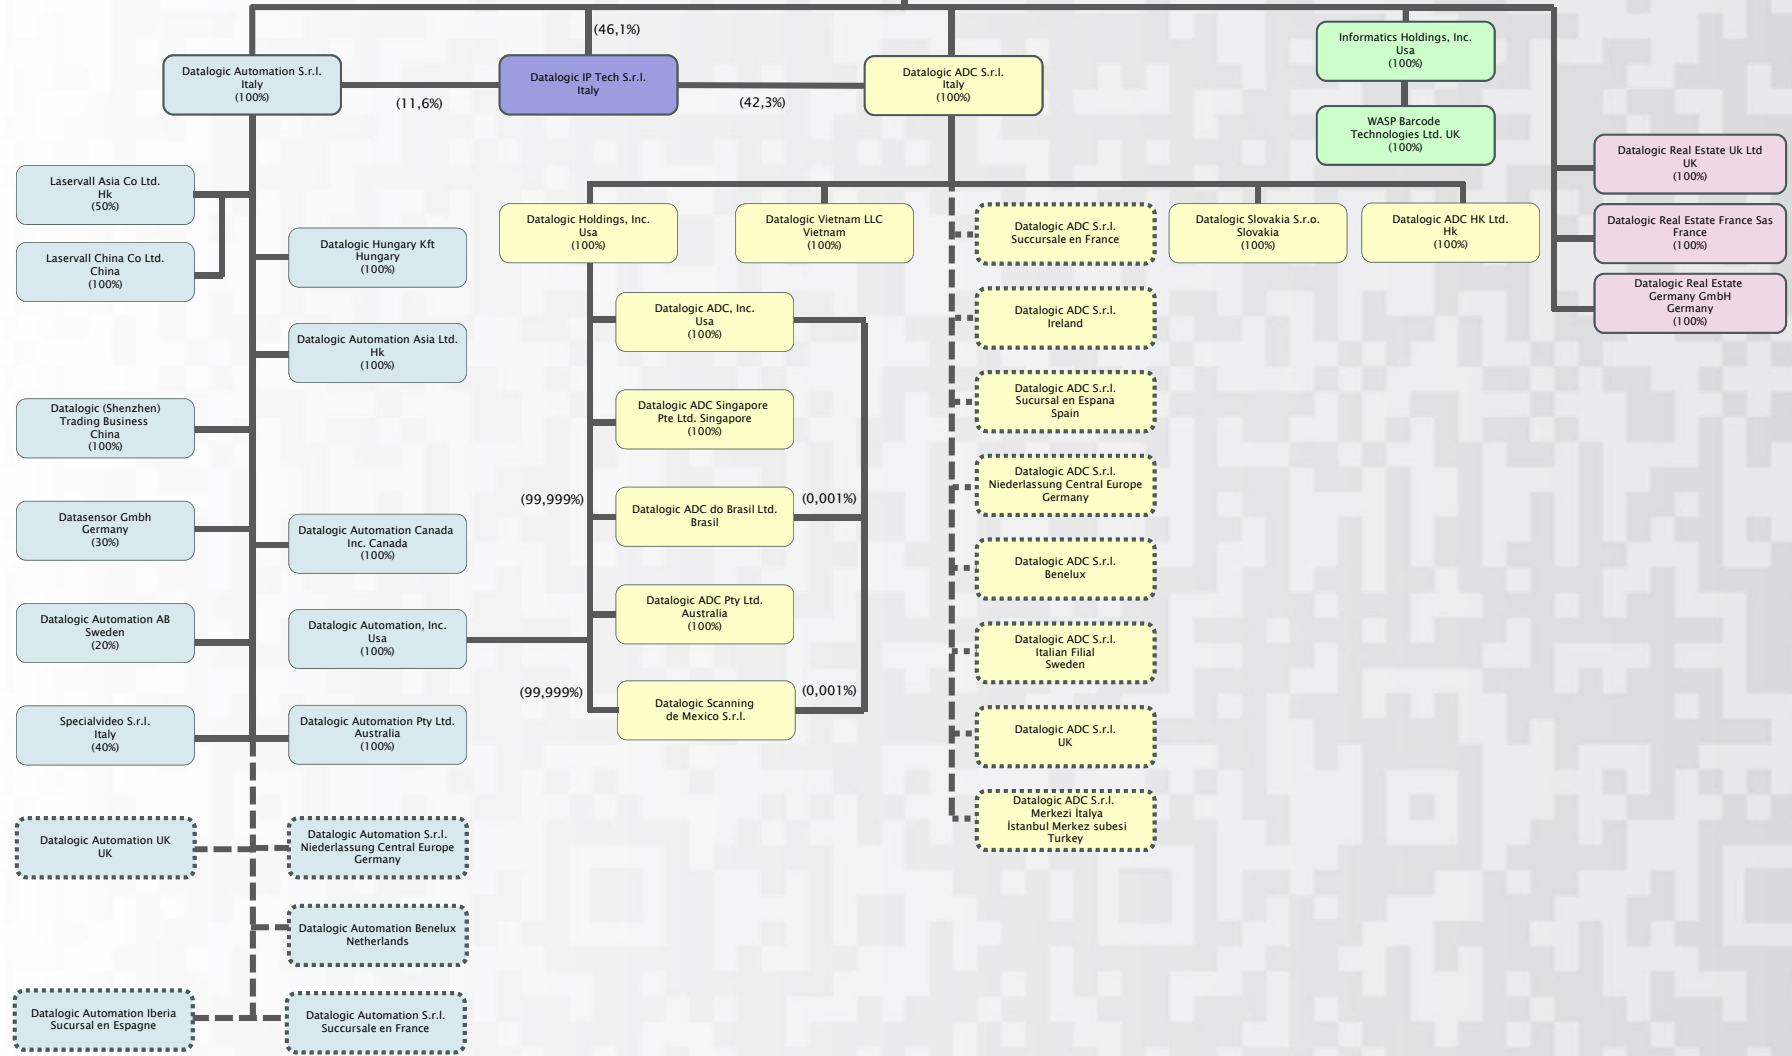 (46,1%)
Datalogic Automation S.r.l.
Italy
(100%)
(11,6%)
Datalogic IP Tech S.r.l.
Italy
(42,3%)
Datalogic ADC S.r.l.
Italy
(100%)
Informatics Holdings, Inc.
Usa
(100%)
WASP Barcode
Technologies Ltd. UK
(100%)
Datalogic Real Estate Uk Ltd
UK
(100%)
Datalogic Real Estate France Sas
France
(100%)
Datalogic Real Estate
Germany GmbH
Germany
(100%)
Laservall Asia Co Ltd.
Hk
(50%)
Laservall China Co Ltd.
China
(100%)
Datalogic (Shenzhen)
Trading Business
China
(100%)
Datasensor Gmbh
Germany
(30%)
Datalogic Automation AB
Sweden
(20%)
Specialvideo S.r.l.
Italy
(40%)
Datalogic Automation UK
UK
Datalogic Automation Iberia
Sucursal en Espagne
Datalogic Hungary Kft
Hungary
(100%)
Datalogic Automation Asia Ltd.
Hk
(100%)
Datalogic Automation Canada
Inc. Canada
(100%)
Datalogic Automation, Inc.
Usa
(100%)
Datalogic Automation Pty Ltd.
Australia
(100%)
Datalogic Automation S.r.l.
Niederlassung Central Europe
Germany
Datalogic Automation Benelux
Netherlands
Datalogic Automation S.r.l.
Succursale en France
Datalogic Holdings, Inc.
Usa
(100%)
Datalogic Vietnam LLC
Vietnam
(100%)
Datalogic ADC, Inc.
Usa
(100%)
Datalogic ADC Singapore
Pte Ltd. Singapore
(100%)
(99,999%)
Datalogic ADC do Brasil Ltd.
Brasil
(0,001%)
Datalogic ADC Pty Ltd.
Australia
(100%)
(99,999%)
Datalogic Scanning
de Mexico S.r.l.
(0,001%)
Datalogic ADC S.r.l.
Succursale en France
Datalogic ADC S.r.l.
Ireland
Datalogic ADC S.r.l.
Sucursal en Espana
Spain
Datalogic ADC S.r.l.
Niederlassung Central Europe
Germany
Datalogic ADC S.r.l.
Benelux
Datalogic ADC S.r.l.
Italian Filial
Sweden
Datalogic ADC S.r.l.
UK
Datalogic ADC S.r.l.
Merkezi İtalya
İstanbul Merkez subesi
Turkey
Datalogic Slovakia S.r.o.
Slovakia
(100%)
Datalogic ADC HK Ltd.
Hk
(100%)